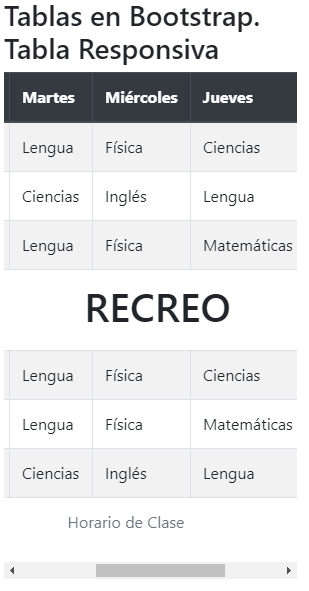 Tablas en Bootstrap.
Tabla Responsiva
Martes Miércoles Jueves
Lengua Física Ciencias
Ciencias Inglés Lengua
Lengua Física Matemáticas
RECREO
Lengua Física Ciencias
Lengua Física Matemáticas
Ciencias Inglés Lengua
Horario de Clase